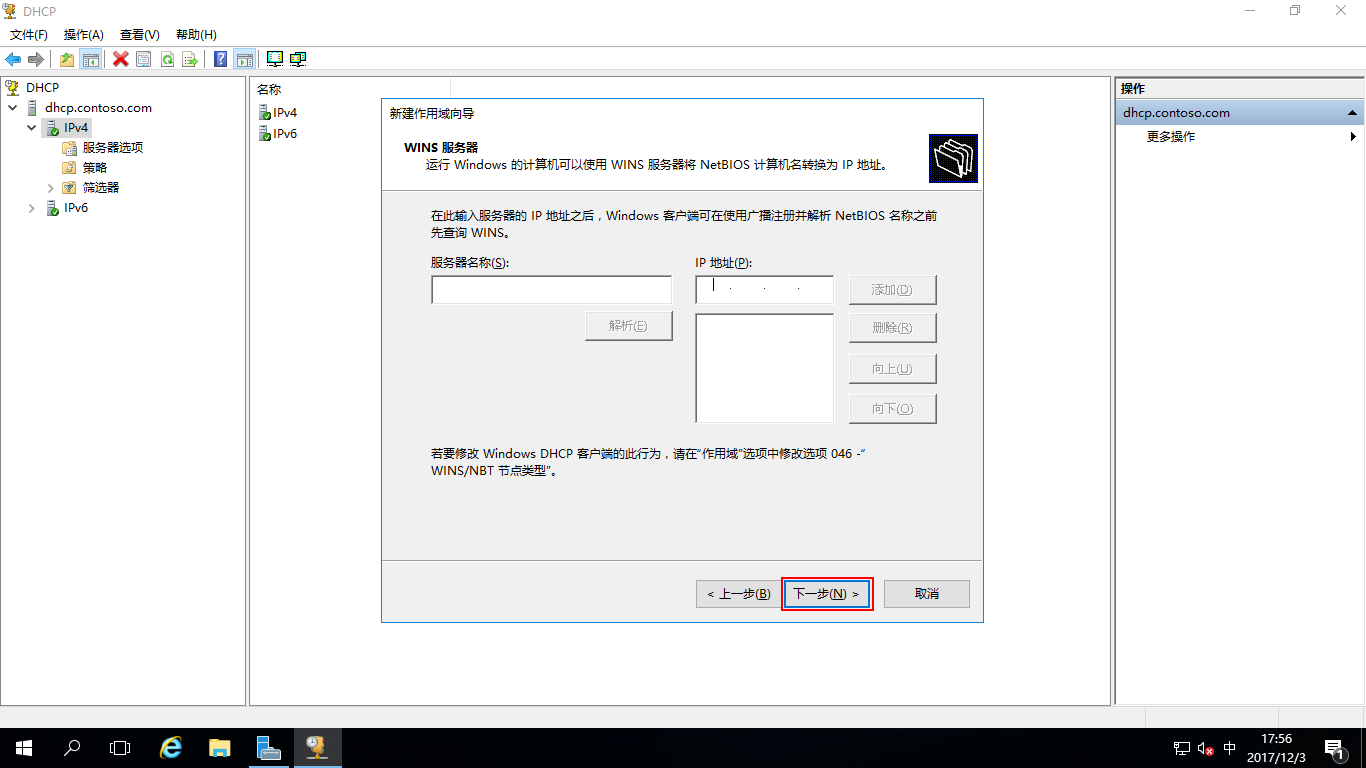 DHCP
文件(F) 操作(A) 查看(V) 帮助(H)
DHCP
dhcp.contoso.com
IPv4
服务器选项
策略
筛选器
IPv6
名称
IPv4
IPv6
新建作用域向导
WINS 服务器
运行 Windows 的计算机可以使用 WINS 服务器将 NetBIOS 计算机名转换为 IP 地址。
在此输入服务器的 IP 地址之后，Windows 客户端可在使用广播注册并解析 NetBIOS 名称之前
先查询 WINS。
服务器名称(S):
IP 地址(P):
添加(D)
解析(E)
删除(R)
向上(U)
向下(O)
若要修改 Windows DHCP 客户端的此行为，请在“作用域”选项中修改选项 046 -“
WINS/NBT 节点类型”。
< 上一步(B)
下一步(N) >
取消
操作
dhcp.contoso.com
更多操作
中
17:56
2017/12/3
1